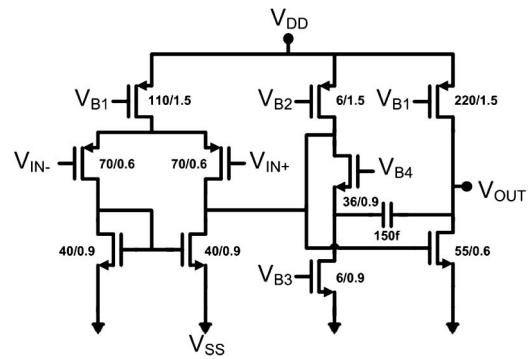 VDD
VB1
110/1.5
VB2
6/1.5
VB1
220/1.5
VIN-
70/0.6
70/0.6
VIN+
VB4
36/0.9
VOUT
150f
40/0.9
40/0.9
VB3
6/0.9
55/0.6
VSS